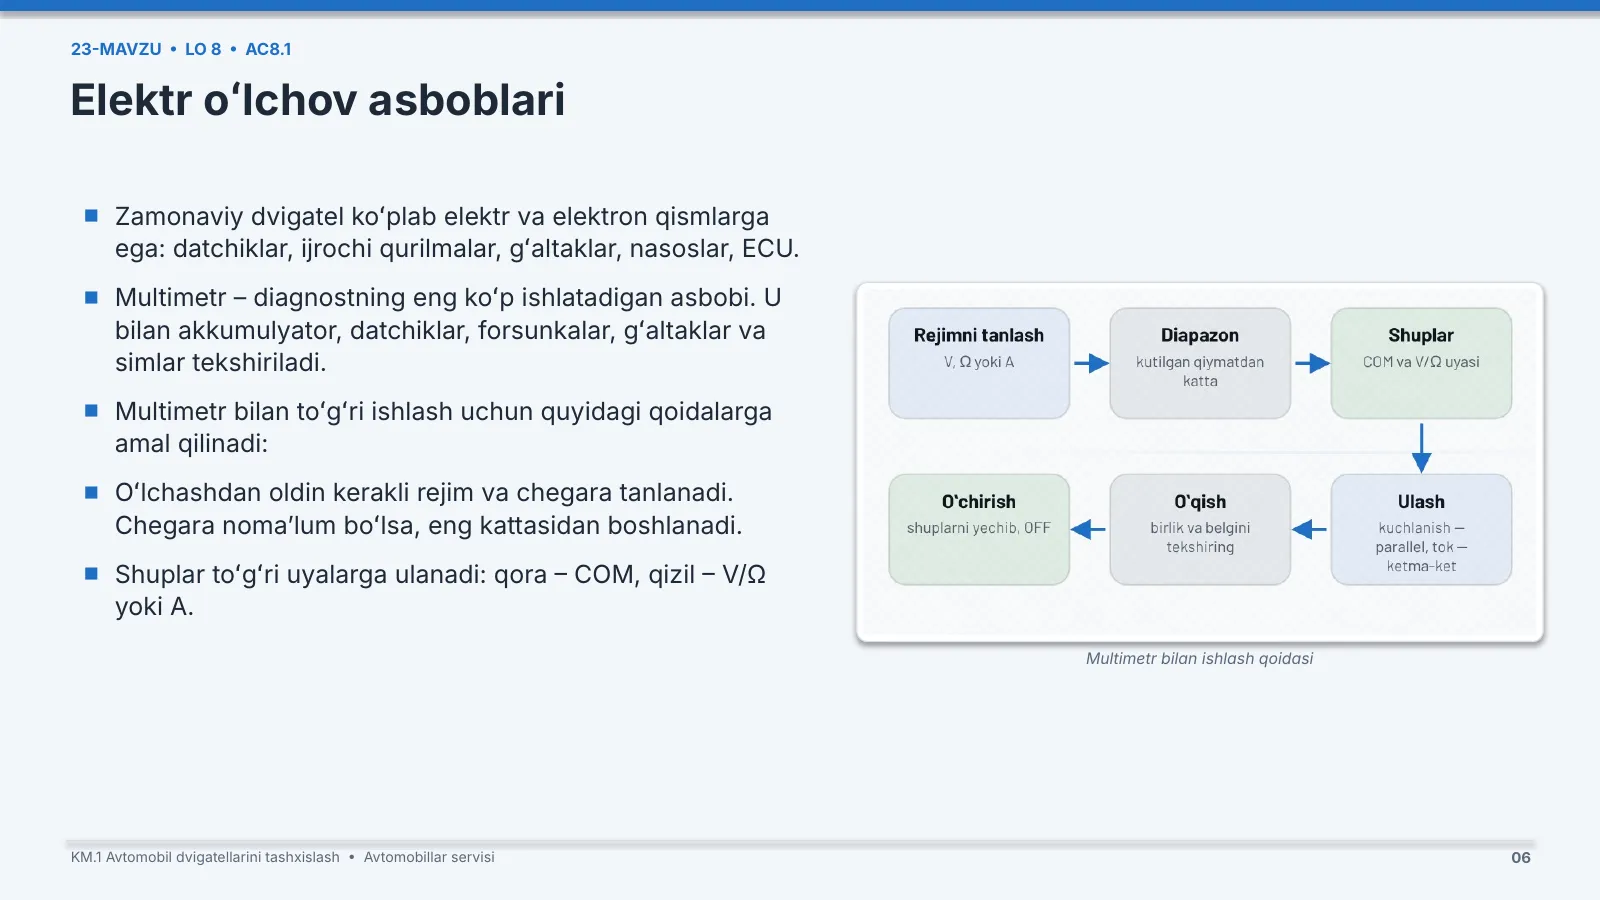 23-MAVZU • LO 8 • AC8.1
Elektr oʻlchov asboblari
Zamonaviy dvigatel koʻplab elektr va elektron qismlarga
ega: datchiklar, ijrochi qurilmalar, gʻaltaklar, nasoslar, ECU.
Multimetr – diagnostning eng koʻp ishlatadigan asbobi. U
bilan akkumulyator, datchiklar, forsunkalar, gʻaltaklar va
simlar tekshiriladi.
Multimetr bilan toʻgʻri ishlash uchun quyidagi qoidalarga
amal qilinadi:
Oʻlchashdan oldin kerakli rejim va chegara tanlanadi.
Chegara nomaʼlum boʻlsa, eng kattasidan boshlanadi.
Shuplar toʻgʻri uyalarga ulanadi: qora – COM, qizil – V/Ω
yoki A.
Rejimni tanlash
V, Ω yoki A
Diapazon
kutilgan qiymatdan
katta
Shuplar
COM va V/Ω uyasi
Oʻchirish
shuplarni yechib, OFF
Oʻqish
birlik va belgini
tekshiring
Ulash
kuchlanish —
parallel, tok —
ketma-ket
Multimetr bilan ishlash qoidasi
KM.1 Avtomobil dvigatellarini tashxislash • Avtomobillar servisi
06